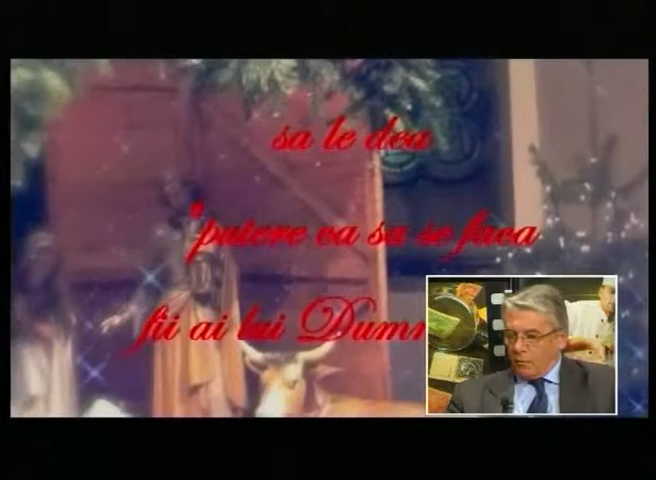 sa le dea
"putere ca sa se faca
fii ai lui